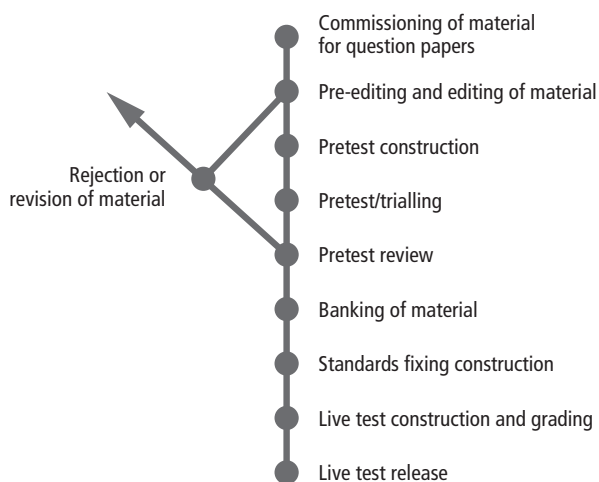 Commissioning of material
for question papers
Pre-editing and editing of material
Pretest construction
Rejection or
revision of material
Pretest/trialling
Pretest review
Banking of material
Standards fixing construction
Live test construction and grading
Live test release